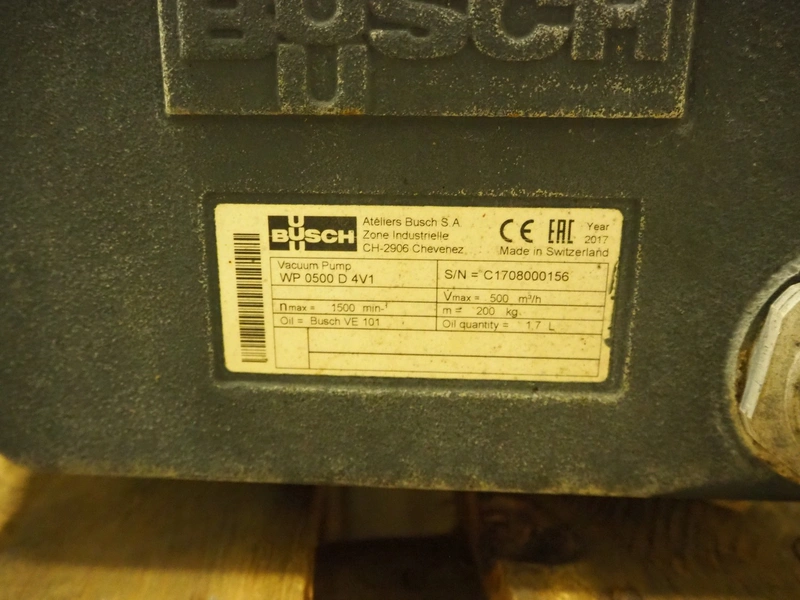 BUSCH
U
U
BUSCH
U
Atéliers Busch S.A.
Zone Industrielle
CH-2906 Chevenez
CE EAC Year
2017
Made in Switzerland
Vacuum Pump
WP 0500 D 4V1
S/N = C1708000156
Vmax = 500 m³/h
nmax = 1500 min-¹
m = 200 kg
Oil = Busch VE 101
Oil quantity = 1,7 L